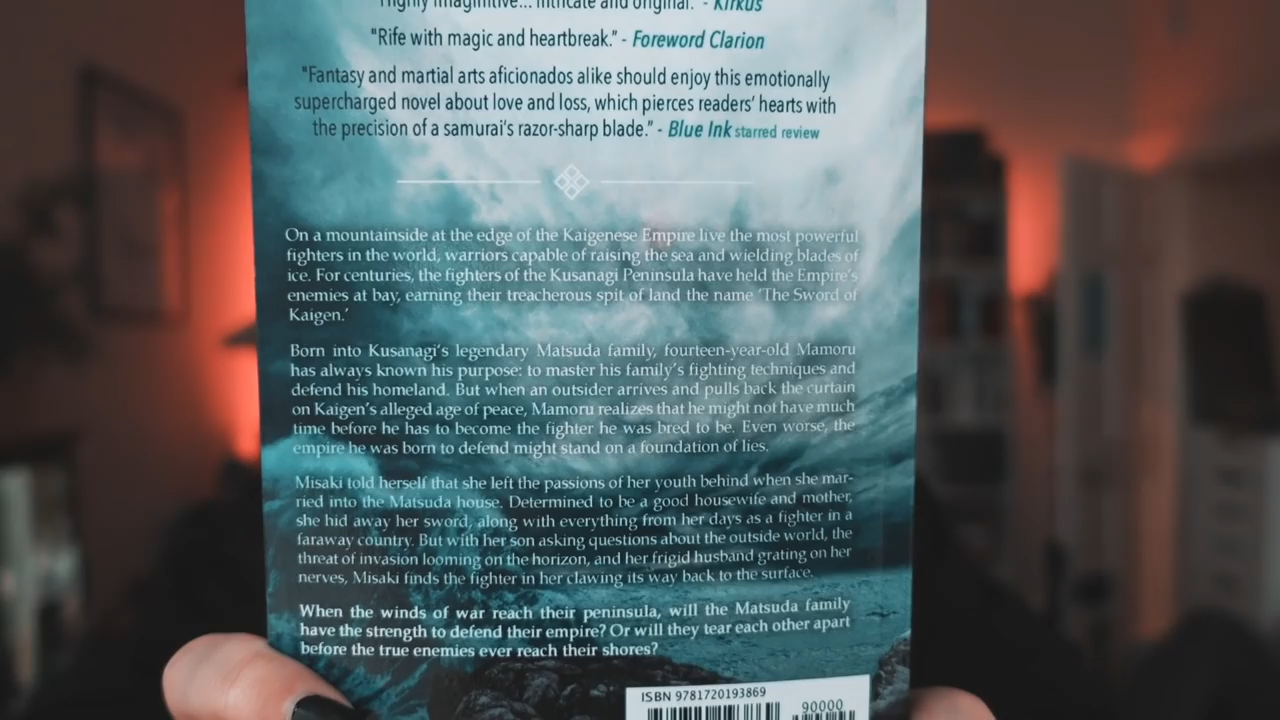 "Highly imaginitive... intricate and original." - Kirkus
"Rife with magic and heartbreak." - Foreword Clarion
"Fantasy and martial arts aficionados alike should enjoy this emotionally
supercharged novel about love and loss, which pierces readers' hearts with
the precision of a samurai's razor-sharp blade." - Blue Ink starred review
On a mountainside at the edge of the Kaigenese Empire live the most powerful
fighters in the world, warriors capable of raising the sea and wielding blades of
ice. For centuries, the fighters of the Kusanagi Peninsula have held the Empire's
enemies at bay, earning their treacherous spit of land the name 'The Sword of
Kaigen.'
Born into Kusanagi's legendary Matsuda family, fourteen-year-old Mamoru
has always known his purpose: to master his family's fighting techniques and
defend his homeland. But when an outsider arrives and pulls back the curtain
on Kaigen's alleged age of peace, Mamoru realizes that he might not have much
time before he has to become the fighter he was bred to be. Even worse, the
empire he was born to defend might stand on a foundation of lies.
Misaki told herself that she left the passions of her youth behind when she mar-
ried into the Matsuda house. Determined to be a good housewife and mother,
she hid away her sword, along with everything from her days as a fighter in a
faraway country. But with her son asking questions about the outside world, the
threat of invasion looming on the horizon, and her frigid husband grating on her
nerves, Misaki finds the fighter in her clawing its way back to the surface.
When the winds of war reach their peninsula, will the Matsuda family
have the strength to defend their empire? Or will they tear each other apart
before the true enemies ever reach their shores?
ISBN 9781720193869
90000